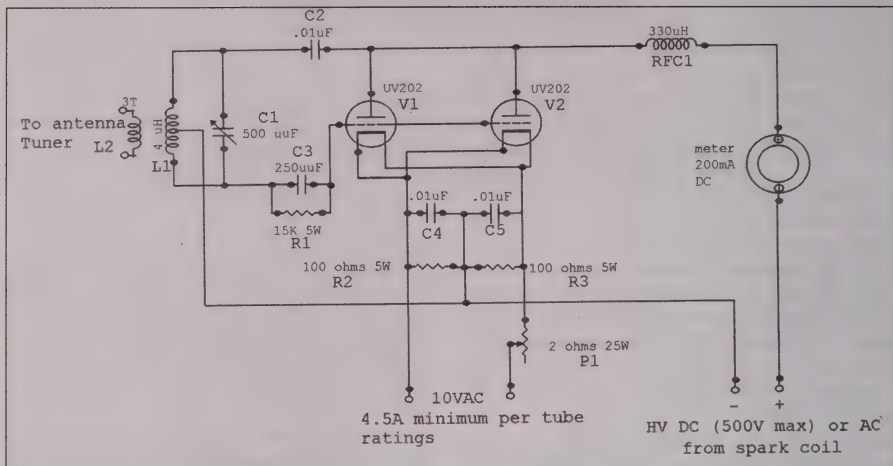 C2
.01uF
330uH
RFC1
UV202
V1
UV202
V2
3T
To antenna
Tuner
L2
4 uH
L1
C1
500 uuF
C3
250uuF
15K 5W
R1
meter
200mA
DC
.01uF
C4
.01uF
C5
100 ohms 5W
R2
100 ohms 5W
R3
2 ohms 25W
P1
10VAC
4.5A minimum per tube
ratings
- +
HV DC (500V max) or AC
from spark coil